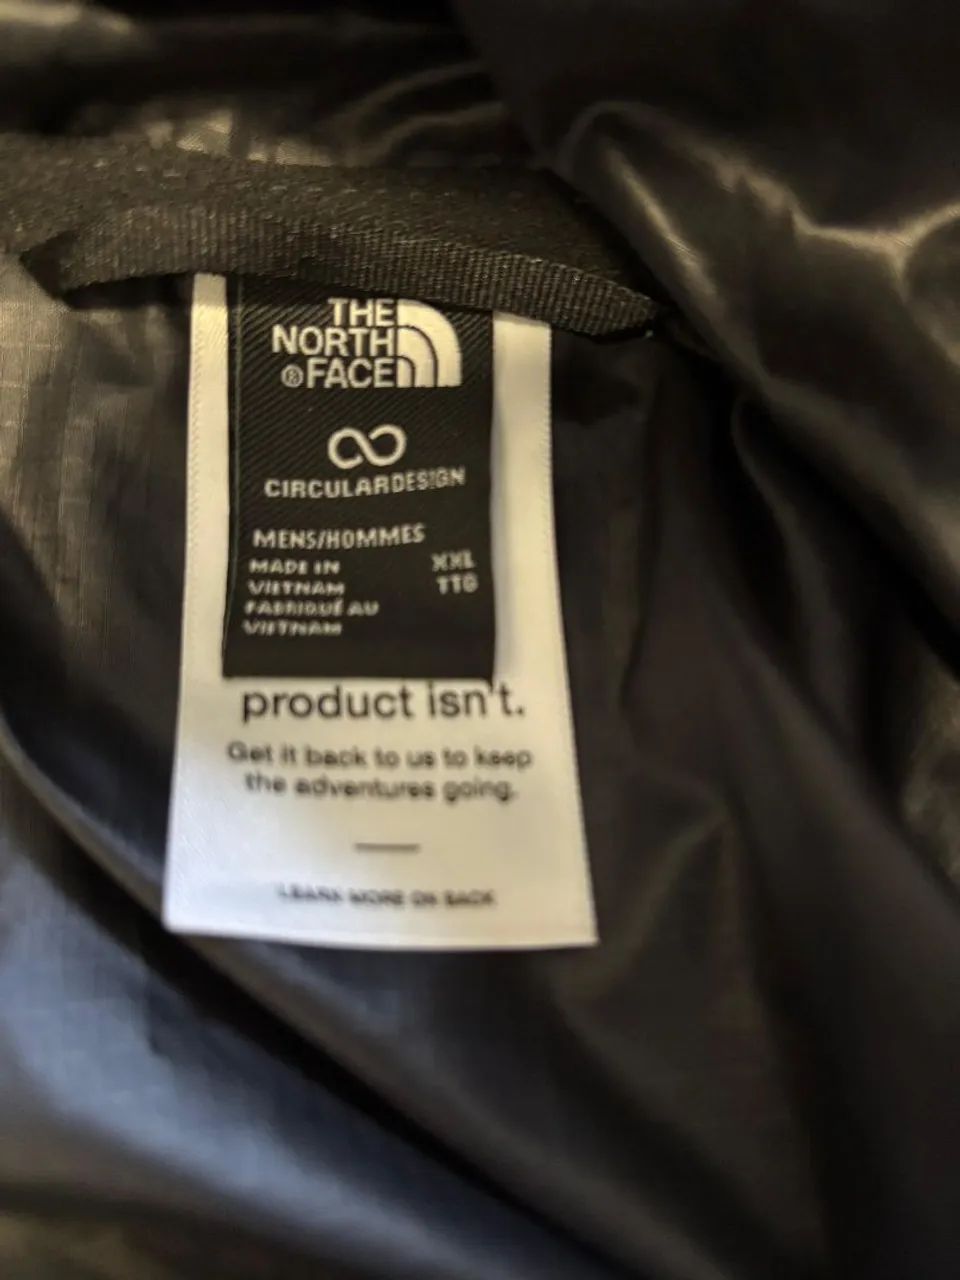 THE
NORTH
®FACE
CIRCULARDESIGN
MENS/HOMMES
MADE IN
VIETNAM
XXL
TTG
FABRIQUÉ AU
VIETNAM
product isn't.
Get it back to us to keep
the adventures going.
LEARN MORE ON BACK